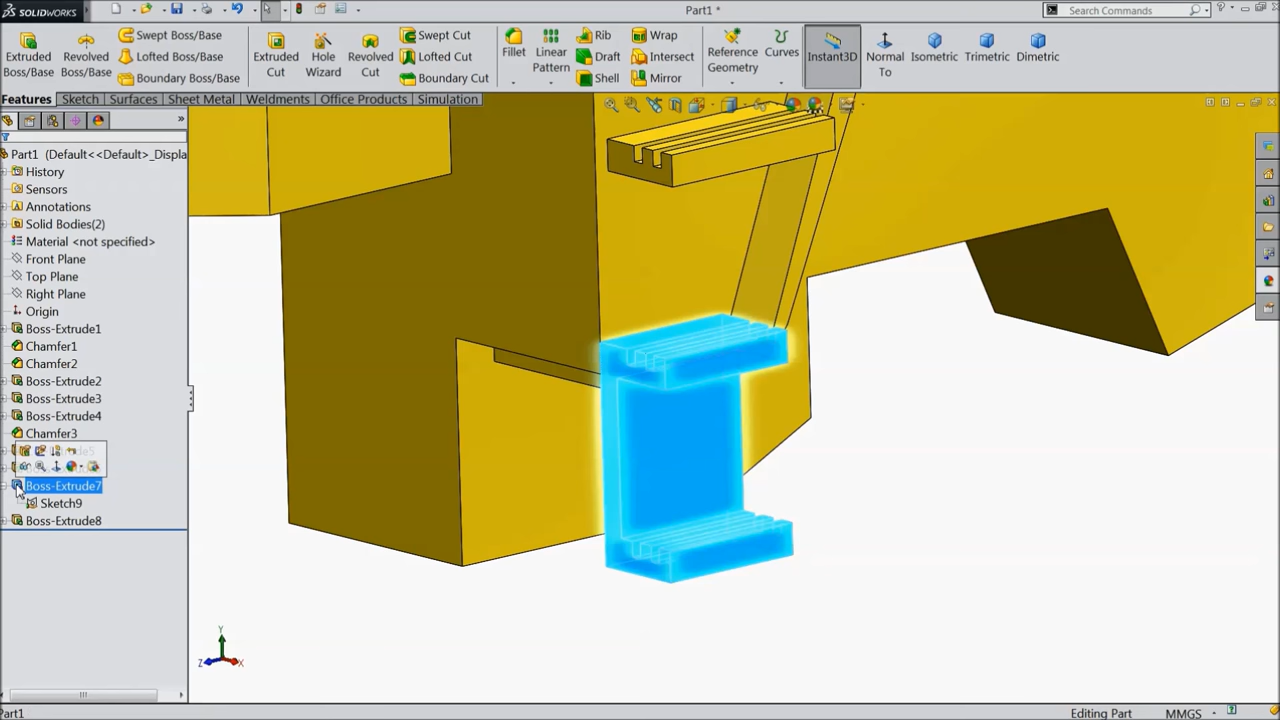 SOLIDWORKS
Part1 *
Search Commands
Extruded Boss/Base
Revolved Boss/Base
Swept Boss/Base
Lofted Boss/Base
Boundary Boss/Base
Extruded Cut
Hole Wizard
Revolved Cut
Swept Cut
Lofted Cut
Boundary Cut
Fillet
Linear Pattern
Rib
Draft
Shell
Wrap
Intersect
Mirror
Reference Geometry
Curves
Instant3D
Normal To
Isometric
Trimetric
Dimetric
Features
Sketch
Surfaces
Sheet Metal
Weldments
Office Products
Simulation
Part1 (Default<<Default>_Displa
History
Sensors
Annotations
Solid Bodies(2)
Material <not specified>
Front Plane
Top Plane
Right Plane
Origin
Boss-Extrude1
Chamfer1
Chamfer2
Boss-Extrude2
Boss-Extrude3
Boss-Extrude4
Chamfer3
Boss-Extrude7
Sketch9
Boss-Extrude8
Y
Z
X
Part1
Editing Part
MMGS